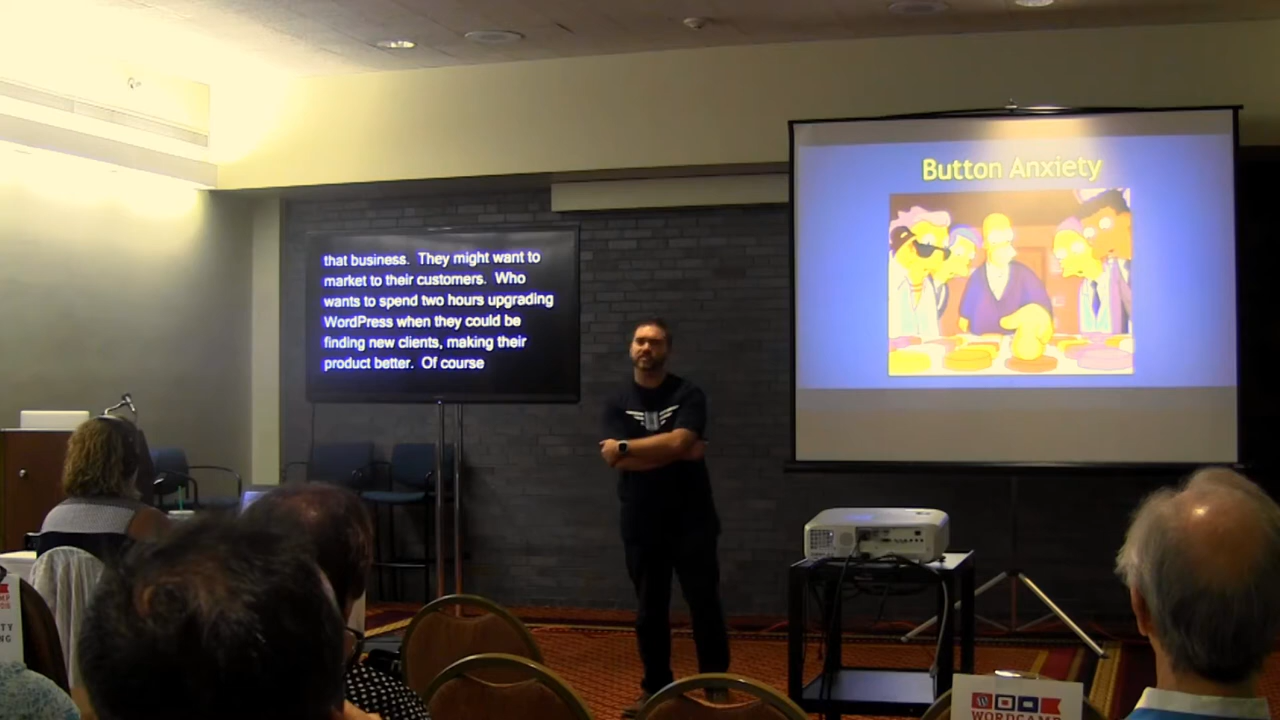 that business.  They might want to
market to their customers.  Who
wants to spend two hours upgrading
WordPress when they could be
finding new clients, making their
product better.  Of course
Button Anxiety
WORDCAMP